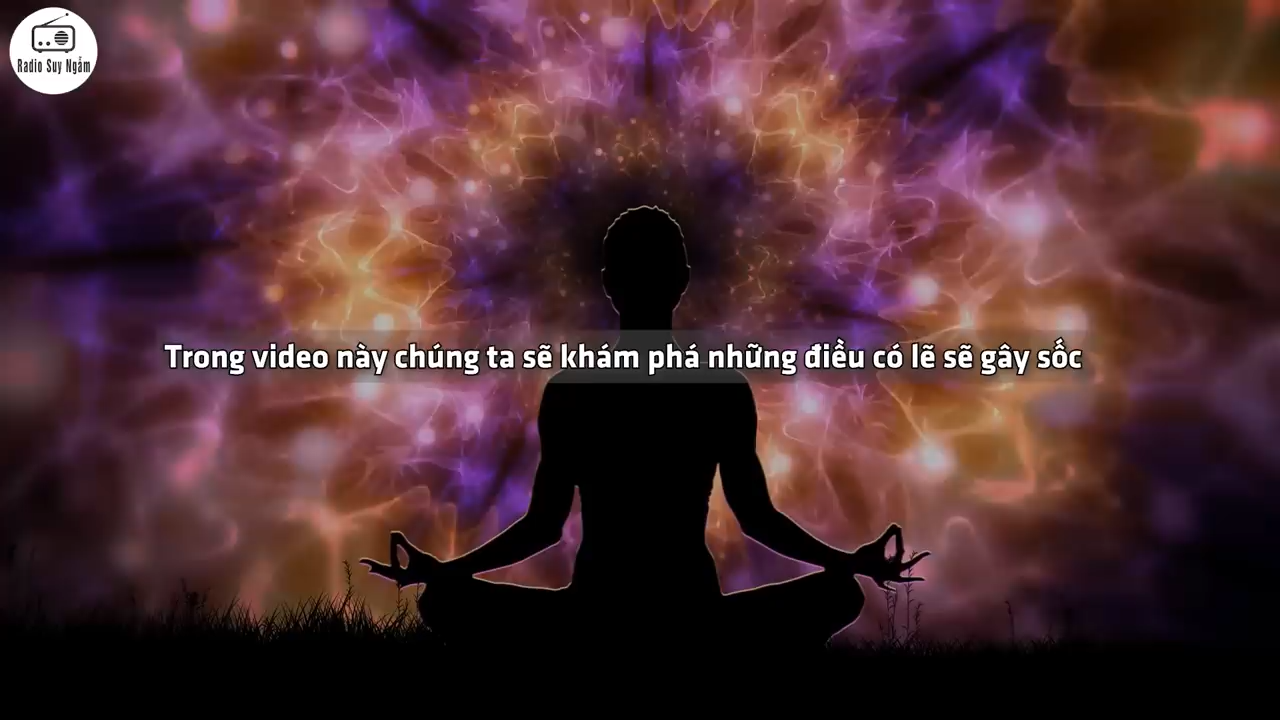 Radio Suy Ngẫm
Trong video này chúng ta sẽ khám phá những điều có lẽ sẽ gây sốc